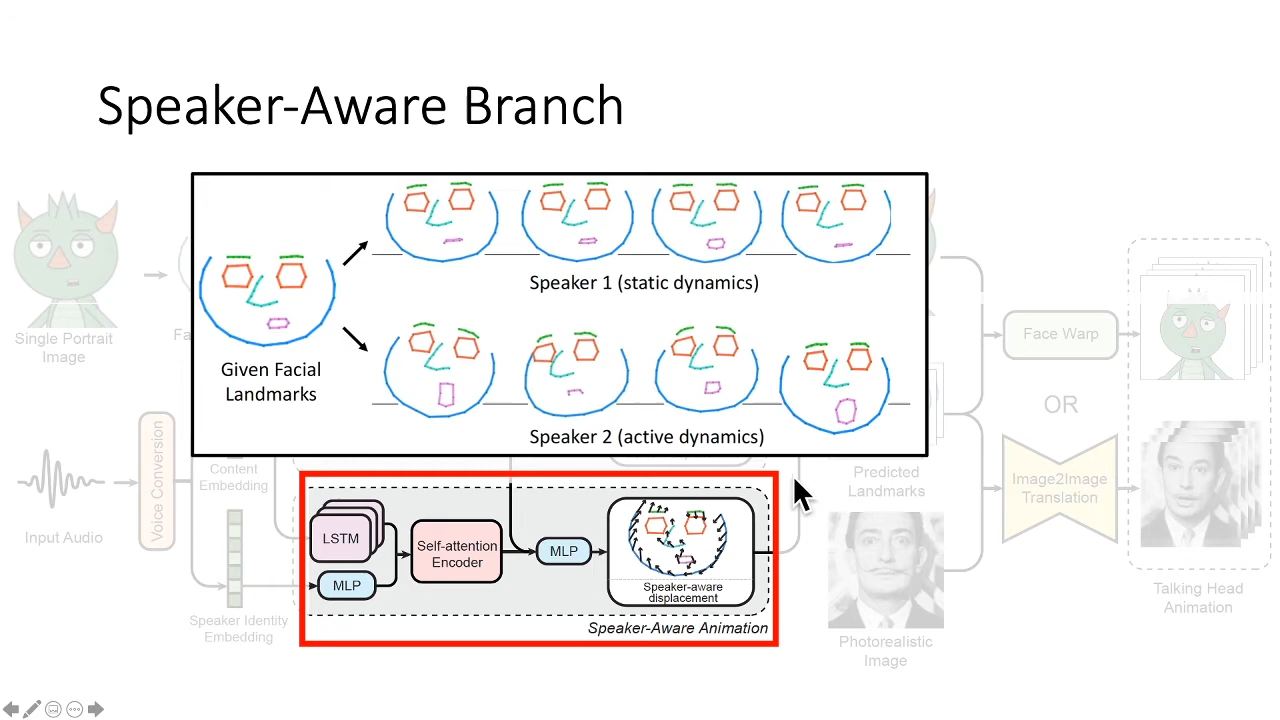 Speaker-Aware Branch
Single Portrait
Image
Fa
Given Facial
Landmarks
Speaker 1 (static dynamics)
Speaker 2 (active dynamics)
Face Warp
OR
Image2Image
Translation
Voice Conversion
Input Audio
Content
Embedding
Speaker Identity
Embedding
LSTM
MLP
Self-attention
Encoder
MLP
Speaker-aware
displacement
Speaker-Aware Animation
Predicted
Landmarks
Photorealistic
Image
Talking Head
Animation